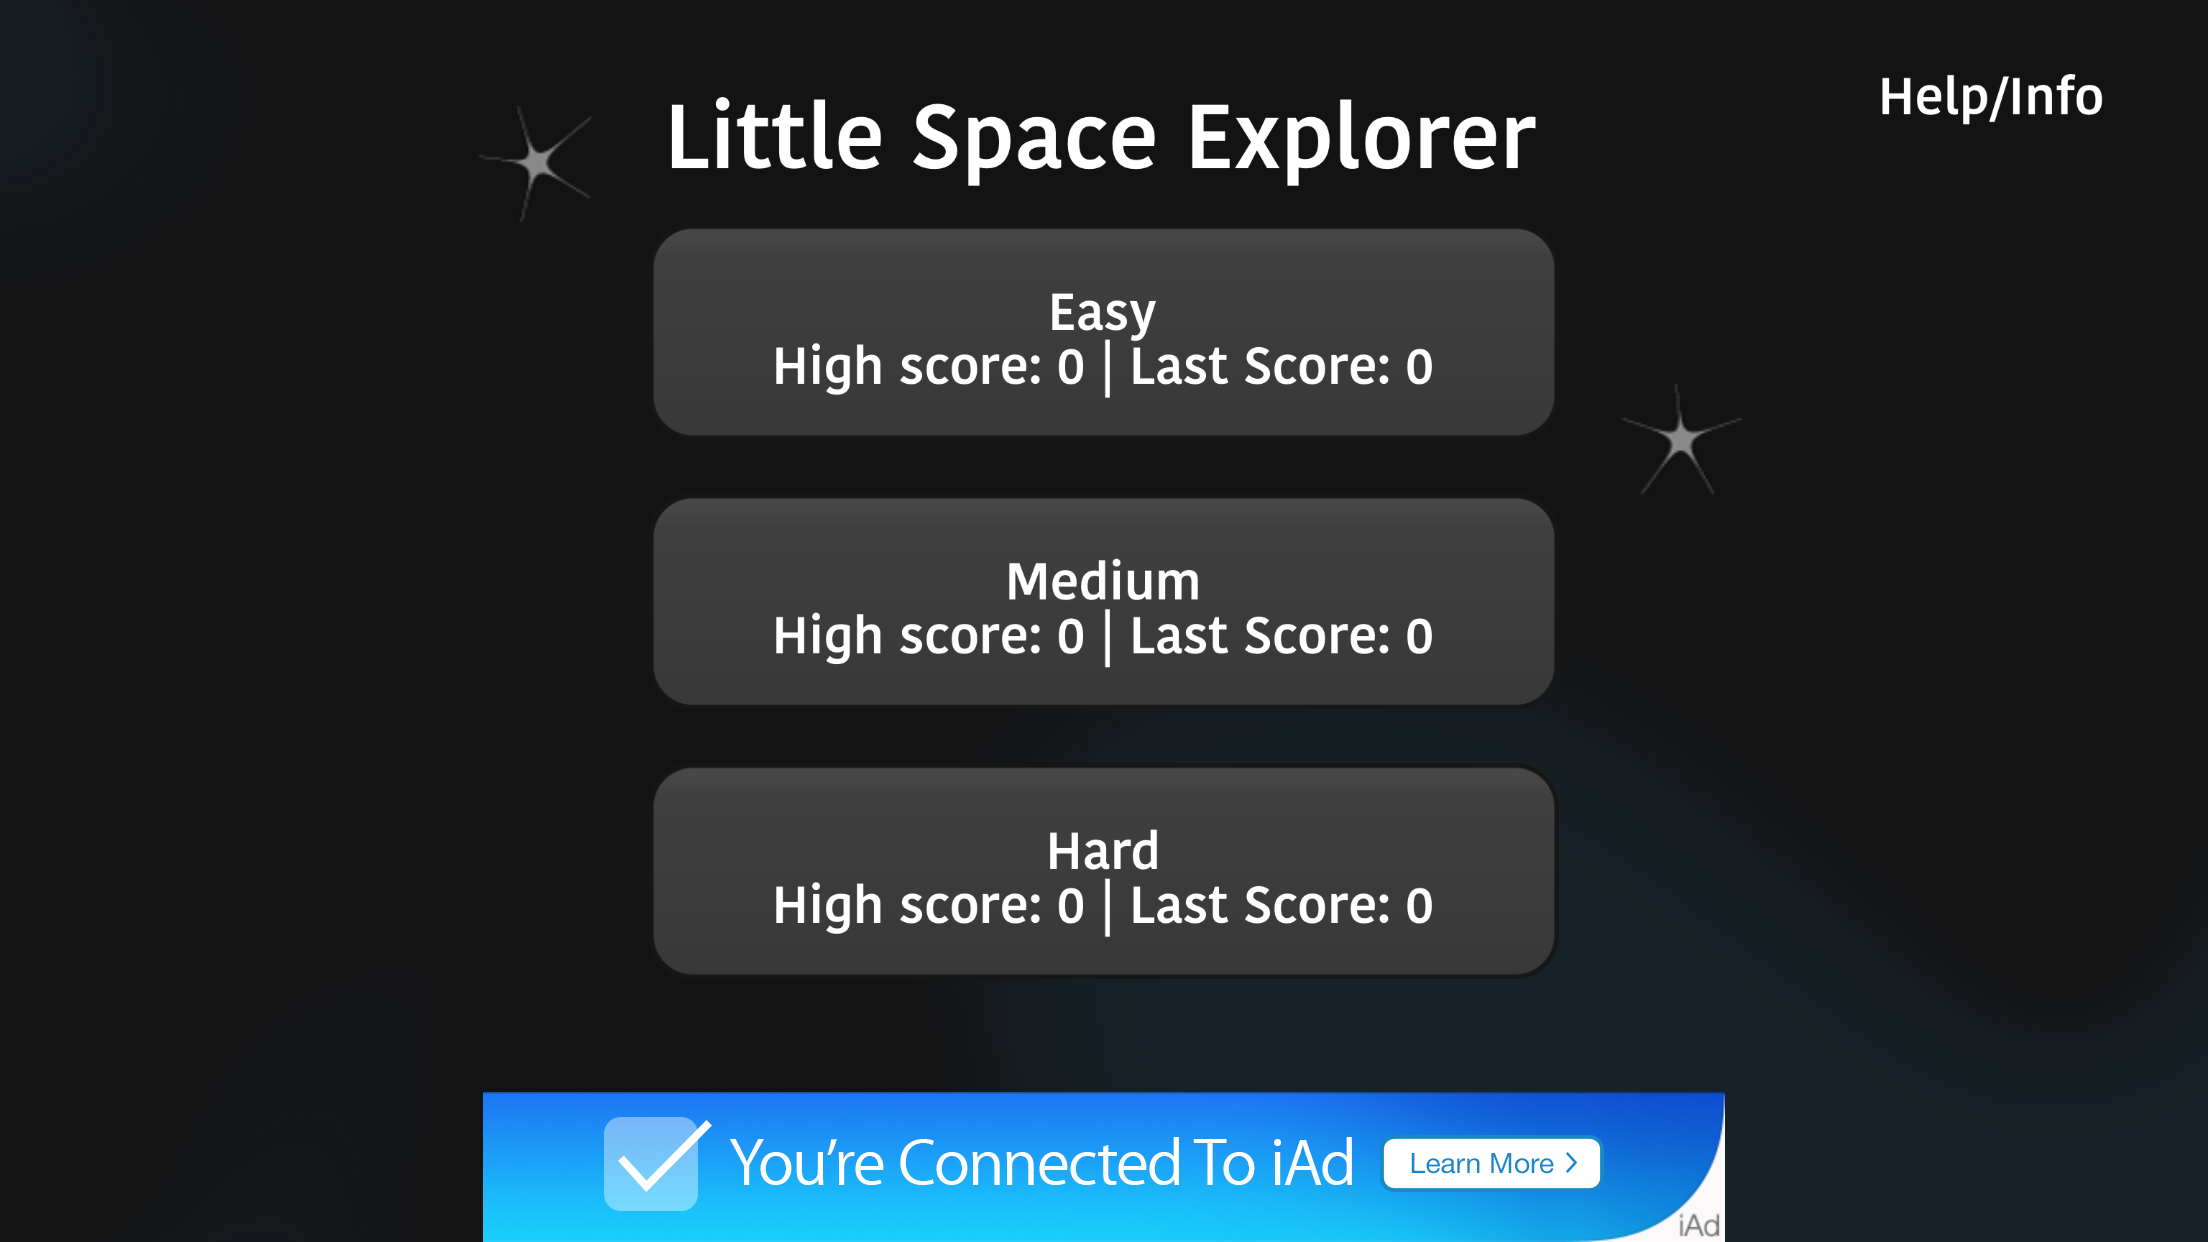 Little Space Explorer
Help/Info
Easy
High score: 0 | Last Score: 0
Medium
High score: 0 | Last Score: 0
Hard
High score: 0 | Last Score: 0
You're Connected To iAd
Learn More >
iAd